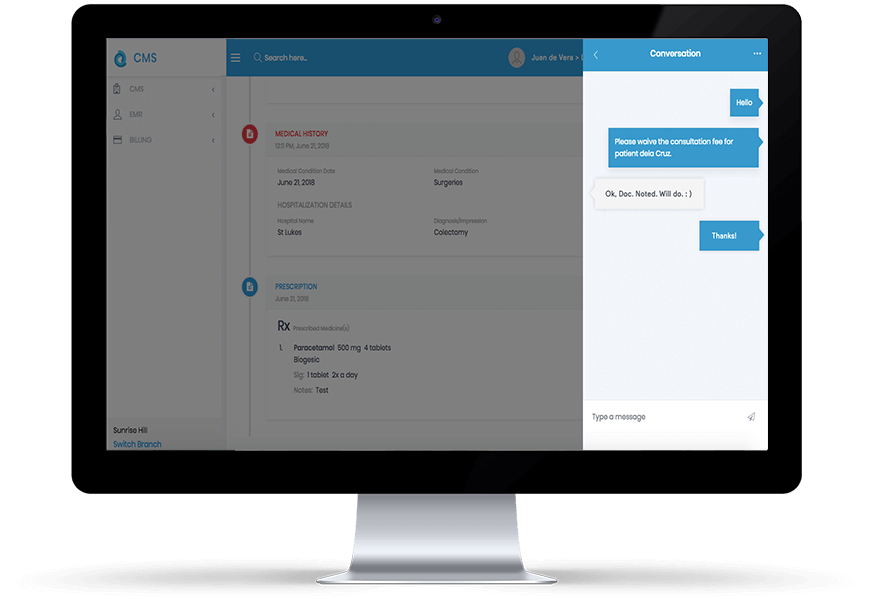 CMS
Search here..
Juan de Vera >
CMS
EMR
BILLING
Sunrise Hill
Switch Branch
MEDICAL HISTORY
12:11 PM, June 21, 2018
Medical Condition Date
Medical Condition
June 21, 2018
Surgeries
HOSPITALIZATION DETAILS
Hospital Name
Diagnosis/Impression
St Lukes
Colectomy
PRESCRIPTION
June 21, 2018
Rx Prescribed Medicine(s)
1. Paracetamol 500 mg 4 tablets
Biogesic
Sig: 1 tablet 2x a day
Notes: Test
Conversation
Hello
Please waive the consultation fee for
patient dela Cruz.
Ok, Doc. Noted. Will do. : )
Thanks!
Type a message